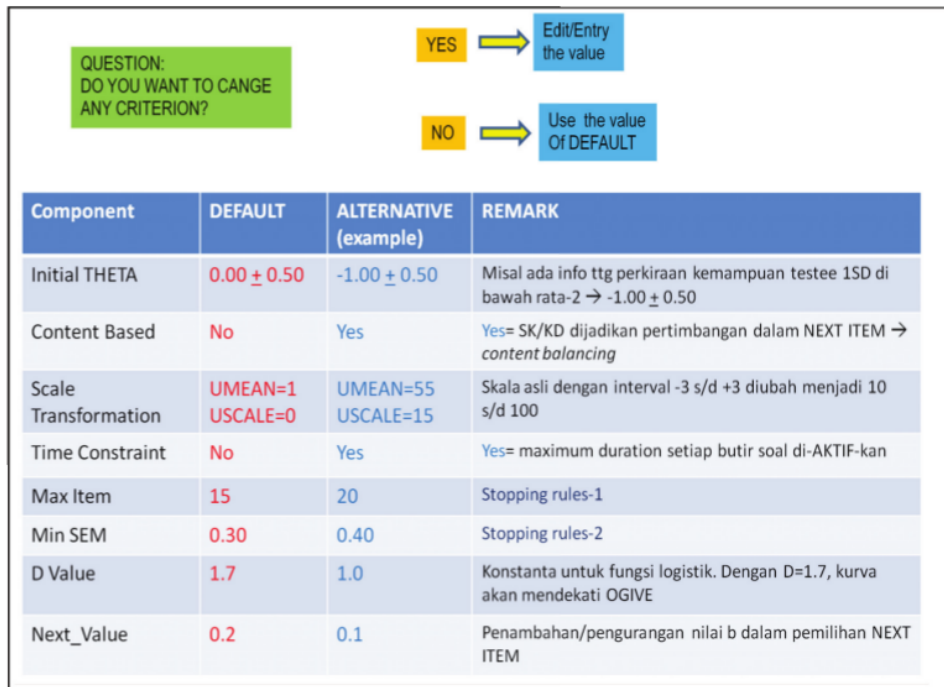 QUESTION:
DO YOU WANT TO CANGE
ANY CRITERION?
YES
Edit/Entry
the value
NO
Use the value
Of DEFAULT
Component DEFAULT ALTERNATIVE (example) REMARK
Initial THETA 0.00 ± 0.50 -1.00 ± 0.50 Misal ada info ttg perkiraan kemampuan testee 1SD di
bawah rata-2 → -1.00 ± 0.50
Content Based No Yes Yes= SK/KD dijadikan pertimbangan dalam NEXT ITEM →
content balancing
Scale UMEAN=1 UMEAN=55 Skala asli dengan interval -3 s/d +3 diubah menjadi 10
Transformation USCALE=0 USCALE=15 s/d 100
Time Constraint No Yes Yes= maximum duration setiap butir soal di-AKTIF-kan
Max Item 15 20 Stopping rules-1
Min SEM 0.30 0.40 Stopping rules-2
D Value 1.7 1.0 Konstanta untuk fungsi logistik. Dengan D=1.7, kurva
akan mendekati OGIVE
Next_Value 0.2 0.1 Penambahan/pengurangan nilai b dalam pemilihan NEXT
ITEM